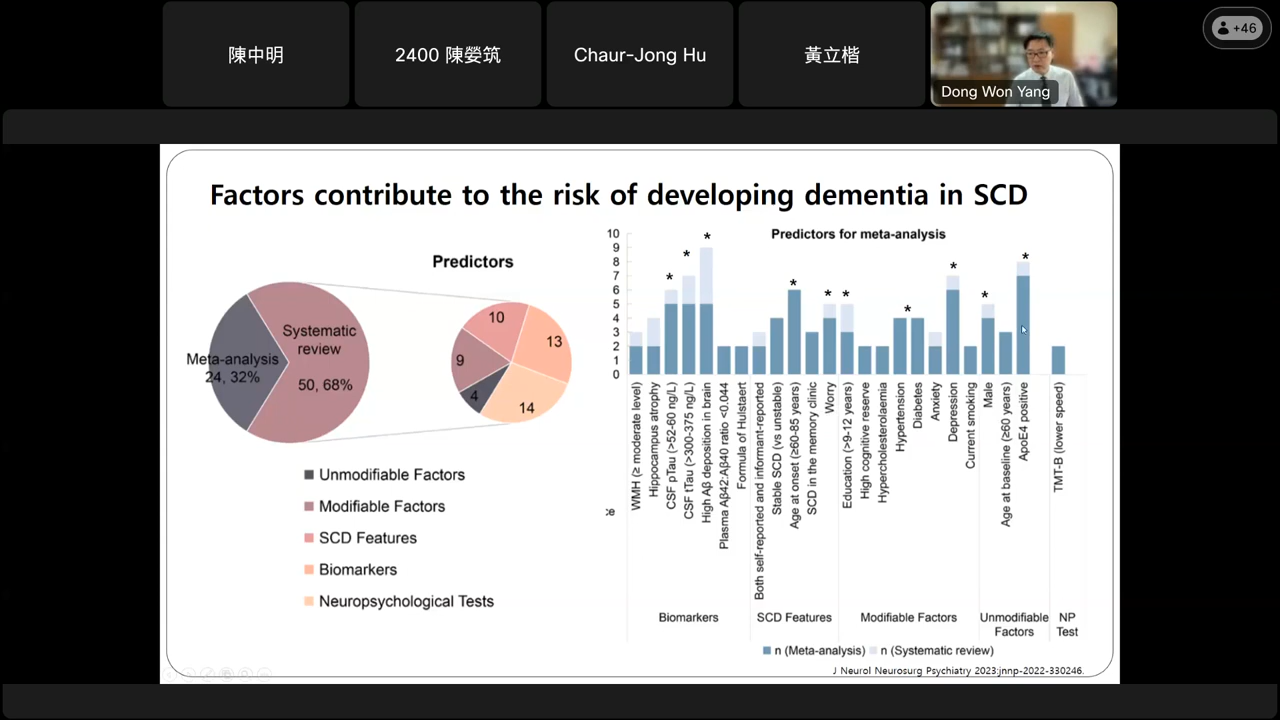 陳中明
2400 陳嫈筑
Chaur-Jong Hu
黃立楷
Dong Won Yang
+46
Factors contribute to the risk of developing dementia in SCD
Predictors
Meta-analysis
24, 32%
Systematic
review
50, 68%
10
13
9
4
14
Unmodifiable Factors
Modifiable Factors
SCD Features
Biomarkers
Neuropsychological Tests
Predictors for meta-analysis
10
9
8
7
6
5
4
3
2
1
0
* * * * * * * * * *
ce
WMH (≥ moderate level)
Hippocampus atrophy
CSF pTau (>52-60 ng/L)
CSF tTau (>300-375 ng/L)
High Aβ deposition in brain
Plasma Aβ42:Aβ40 ratio <0.044
Formula of Hulstaert
Both self-reported and informant-reported
Stable SCD (vs unstable)
Age at onset (≥60-85 years)
SCD in the memory clinic
Worry
Education (>9-12 years)
High cognitive reserve
Hypercholesterolaemia
Hypertension
Diabetes
Anxiety
Depression
Current smoking
Male
Age at baseline (≥60 years)
ApoE4 positive
TMT-B (lower speed)
Biomarkers
SCD Features
Modifiable Factors
Unmodifiable
Factors
NP
Test
n (Meta-analysis) n (Systematic review)
J Neurol Neurosurg Psychiatry 2023:jnnp-2022-330246.